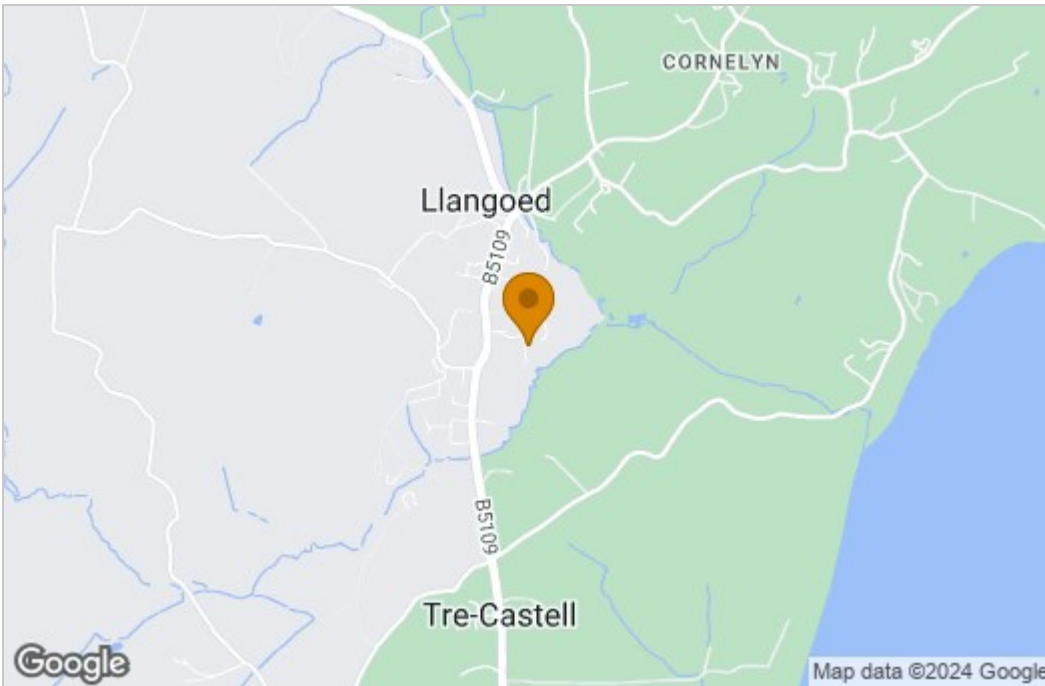 CORNELYN
Llangoed
B5109
B5109
Tre-Castell
Google
Map data ©2024 Google